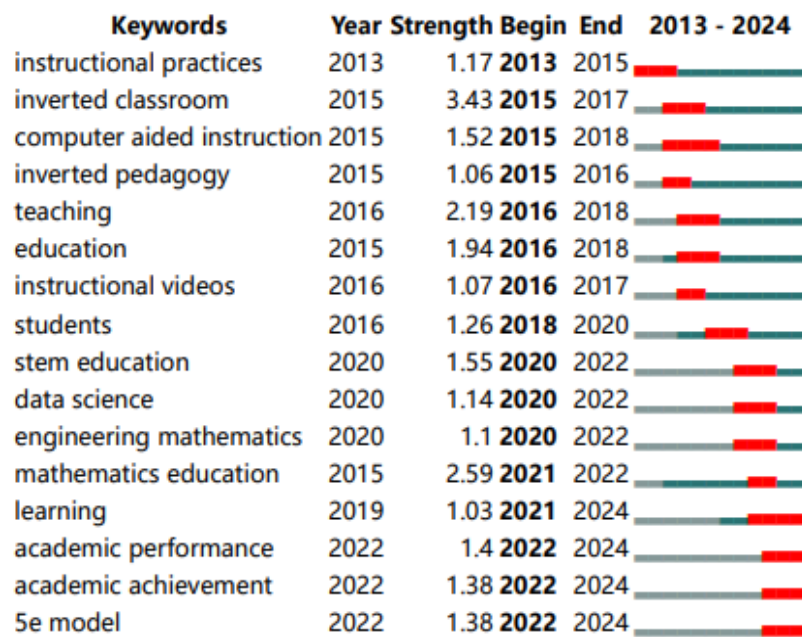 Keywords Year Strength Begin End 2013 - 2024
instructional practices 2013 1.17 2013 2015
inverted classroom 2015 3.43 2015 2017
computer aided instruction 2015 1.52 2015 2018
inverted pedagogy 2015 1.06 2015 2016
teaching 2016 2.19 2016 2018
education 2015 1.94 2016 2018
instructional videos 2016 1.07 2016 2017
students 2016 1.26 2018 2020
stem education 2020 1.55 2020 2022
data science 2020 1.14 2020 2022
engineering mathematics 2020 1.1 2020 2022
mathematics education 2015 2.59 2021 2022
learning 2019 1.03 2021 2024
academic performance 2022 1.4 2022 2024
academic achievement 2022 1.38 2022 2024
5e model 2022 1.38 2022 2024